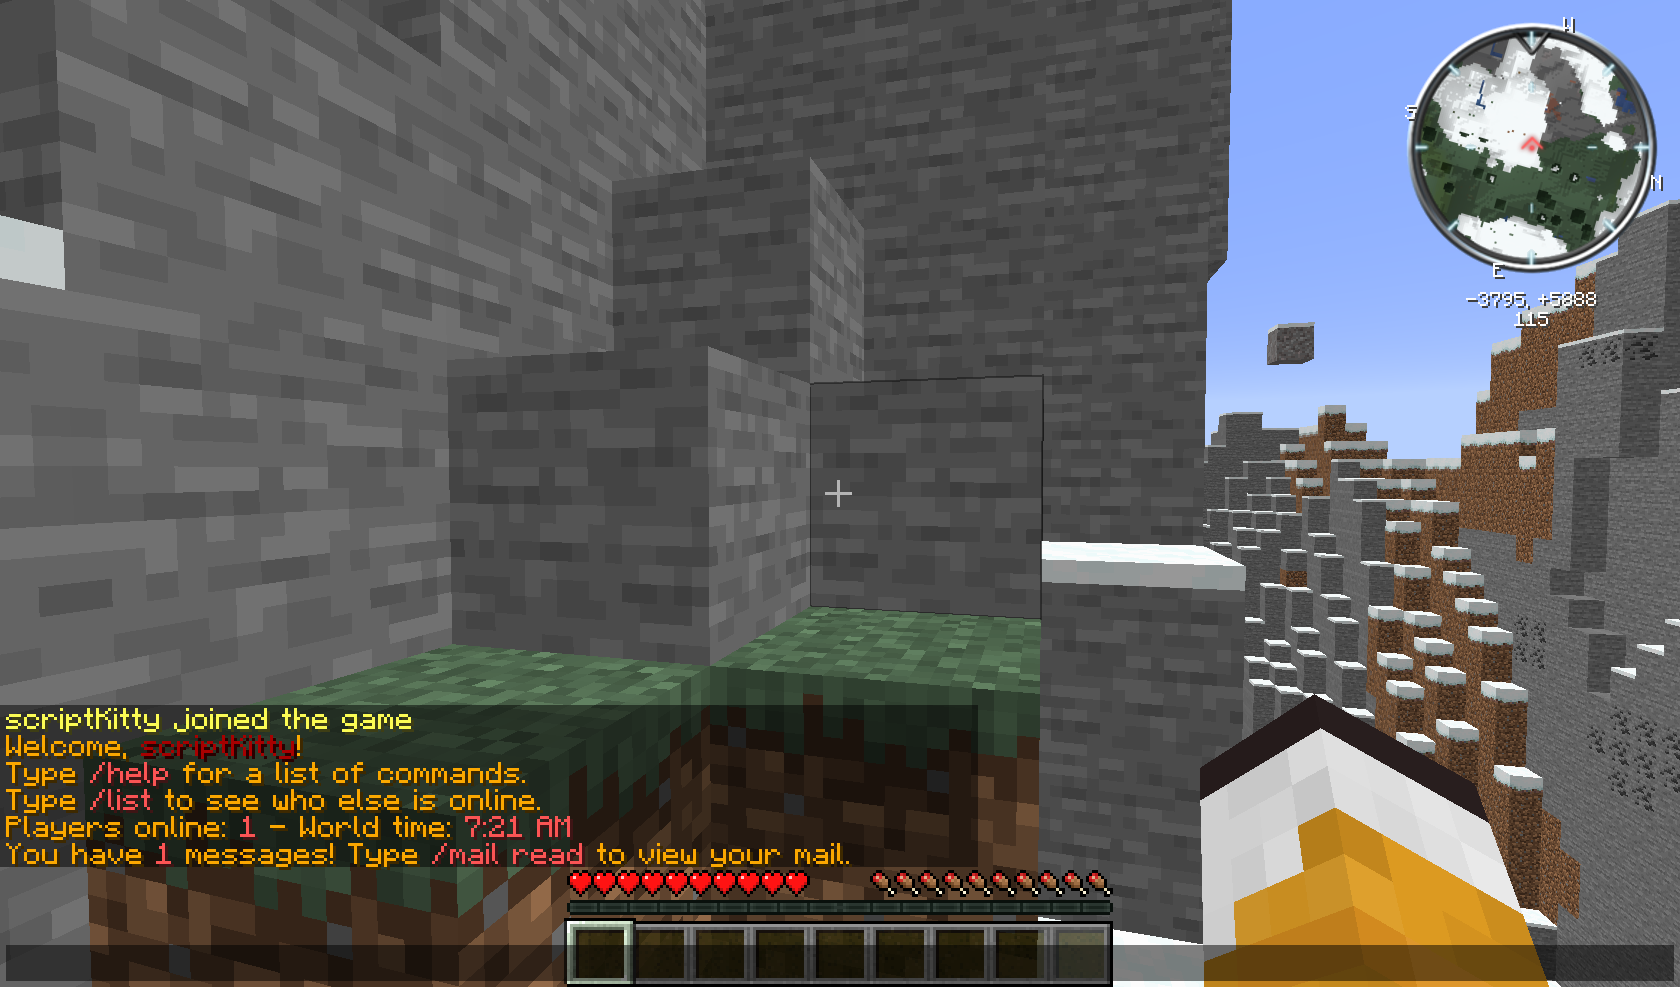 W
S
N
E
-3795, +5088
115
scriptKitty joined the game
Welcome, scriptKitty!
Type /help for a list of commands.
Type /list to see who else is online.
Players online: 1 - World time: 7:21 AM
You have 1 messages! Type /mail read to view your mail.